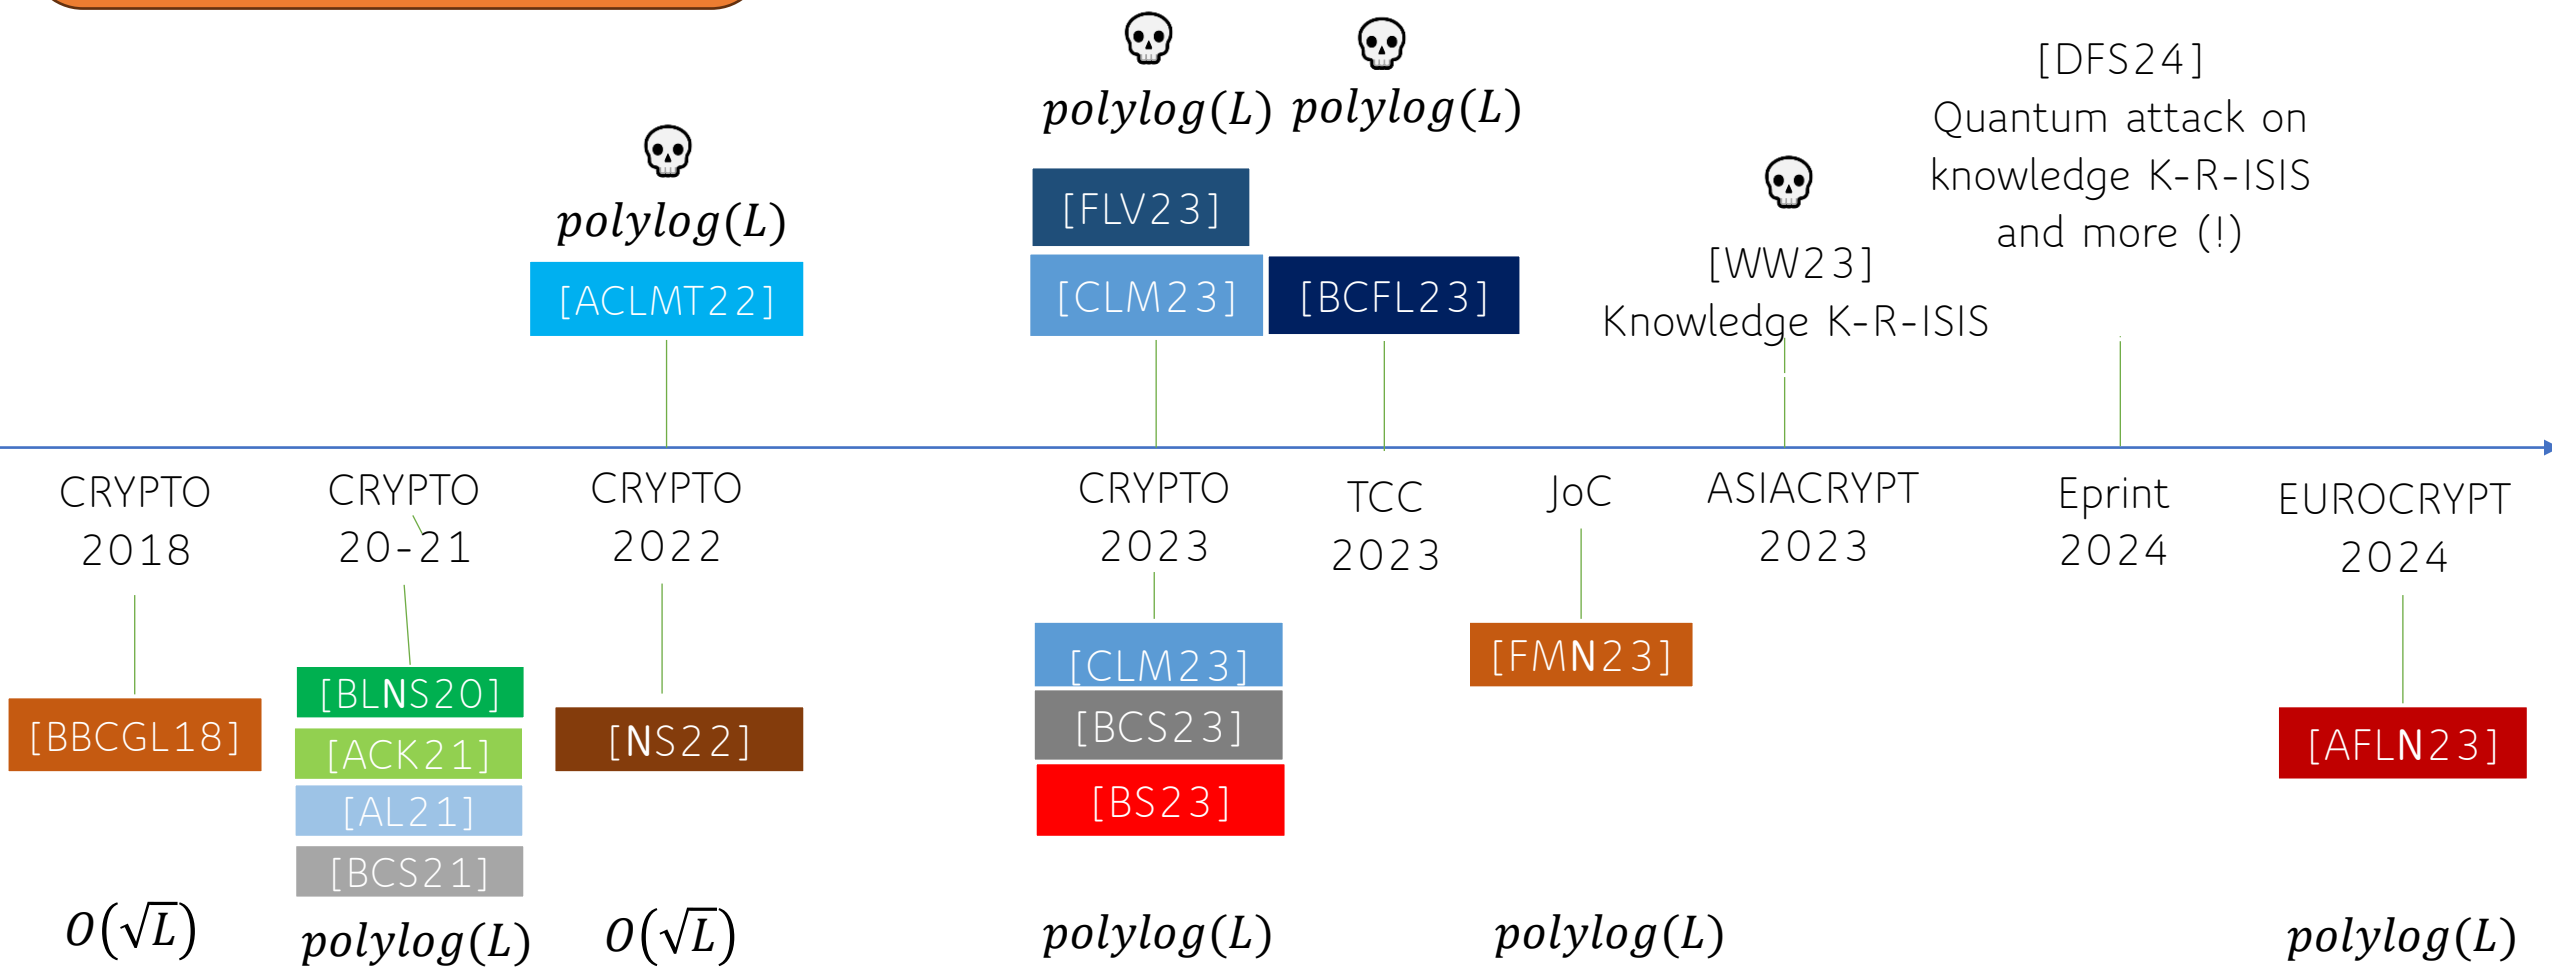 polylog(L)
[ACLMT22]
polylog(L)
[FLV23]
[CLM23]
polylog(L)
[BCFL23]
[WW23]
Knowledge K-R-ISIS
[DFS24]
Quantum attack on
knowledge K-R-ISIS
and more (!)
CRYPTO
2018
CRYPTO
20-21
CRYPTO
2022
CRYPTO
2023
TCC
2023
JoC
ASIACRYPT
2023
Eprint
2024
EUROCRYPT
2024
[BBCGL18]
O(√L)
[BLNS20]
[ACK21]
[AL21]
[BCS21]
polylog(L)
[NS22]
O(√L)
[CLM23]
[BCS23]
[BS23]
polylog(L)
[FMN23]
polylog(L)
[AFLN23]
polylog(L)